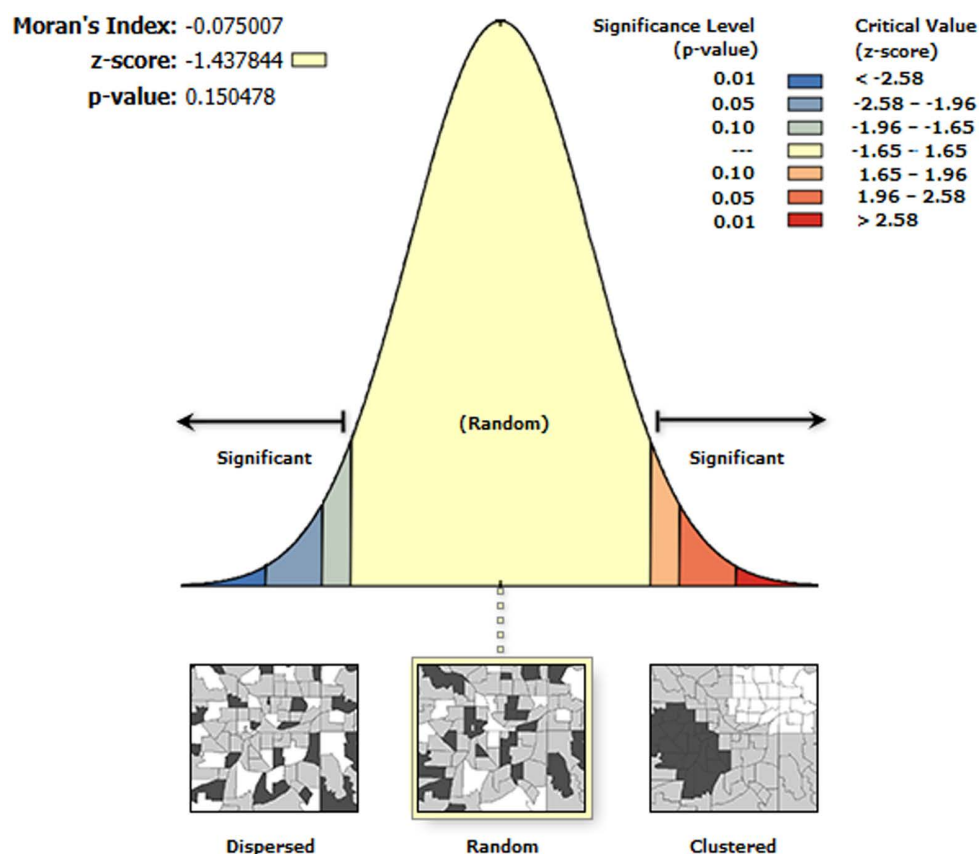 Moran's Index: -0.075007
z-score: -1.437844
p-value: 0.150478
Significance Level
(p-value)
Critical Value
(z-score)
0.01 < -2.58
0.05 -2.58 – -1.96
0.10 -1.96 – -1.65
--- -1.65 - 1.65
0.10 1.65 – 1.96
0.05 1.96 – 2.58
0.01 > 2.58
(Random)
Significant
Significant
Dispersed
Random
Clustered